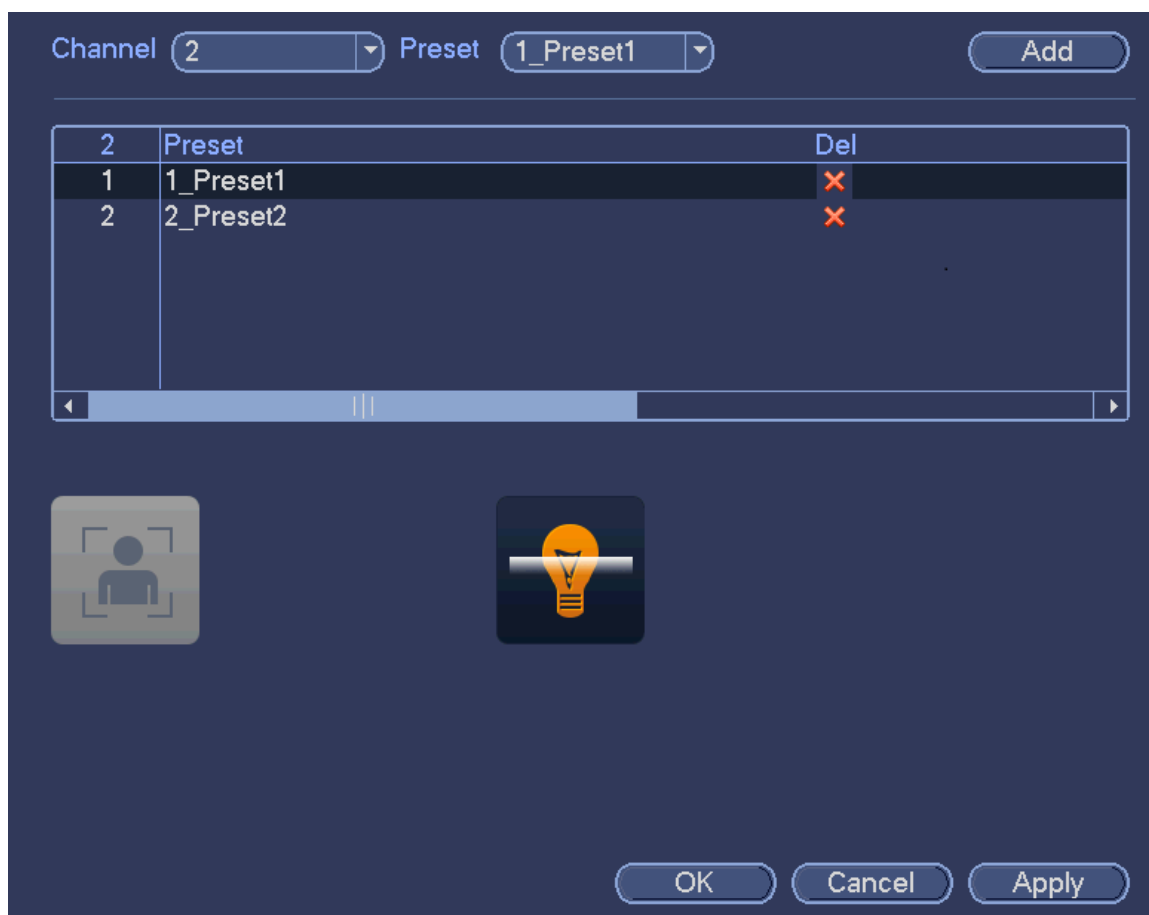 Channel 2 Preset 1_Preset1 Add
2 Preset Del
1 1_Preset1
2 2_Preset2
OK Cancel Apply